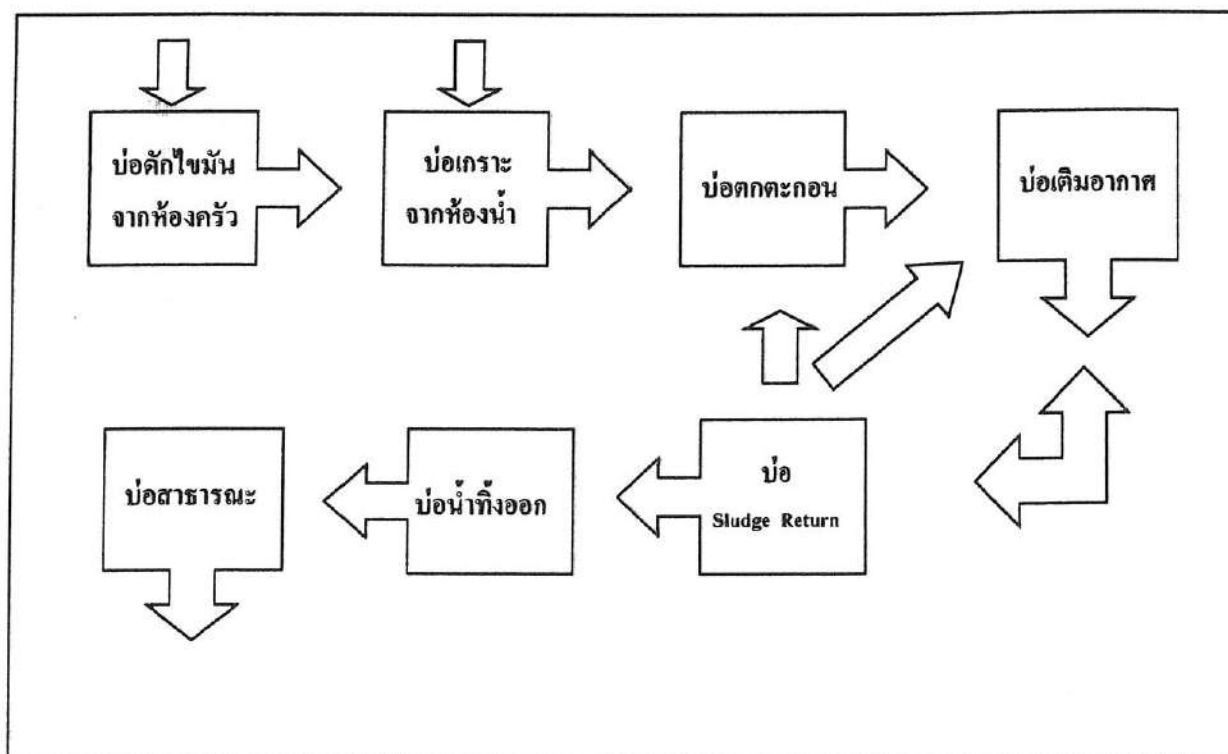 บ่อดักไขมัน
จากห้องครัว
บ่อเกราะ
จากห้องน้ำ
บ่อตกตะกอน
บ่อเติมอากาศ
บ่อสาธารณะ
บ่อน้ำทิ้งออก
บ่อ
Sludge Return